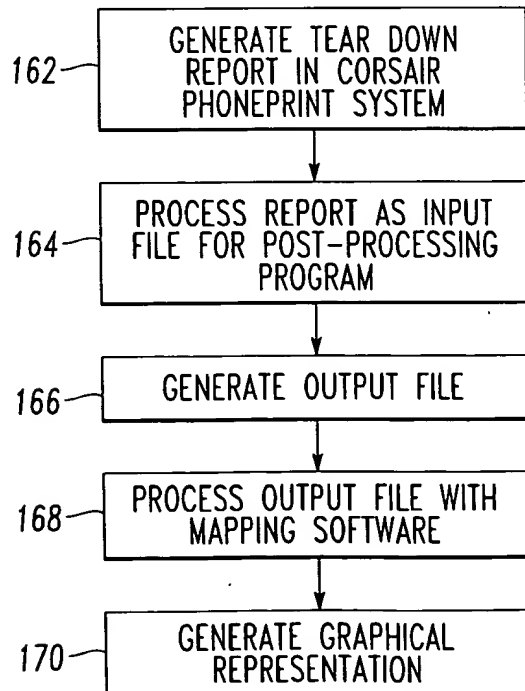 162
GENERATE TEAR DOWN
REPORT IN CORSAIR
PHONEPRINT SYSTEM
164
PROCESS REPORT AS INPUT
FILE FOR POST-PROCESSING
PROGRAM
166
GENERATE OUTPUT FILE
168
PROCESS OUTPUT FILE WITH
MAPPING SOFTWARE
170
GENERATE GRAPHICAL
REPRESENTATION